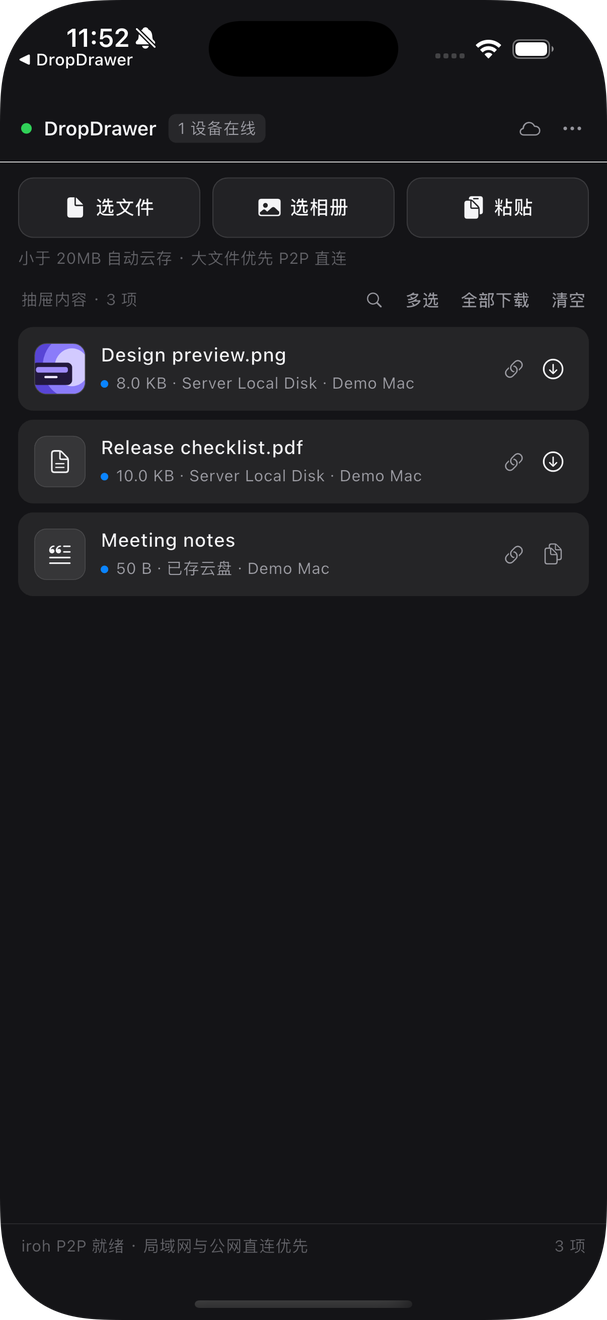 11:52
◀ DropDrawer
DropDrawer 1 设备在线
选文件 选相册 粘贴
小于 20MB 自动云存 · 大文件优先 P2P 直连
抽屉内容 · 3 项 多选 全部下载 清空
Design preview.png
8.0 KB · Server Local Disk · Demo Mac
Release checklist.pdf
10.0 KB · Server Local Disk · Demo Mac
Meeting notes
50 B · 已存云盘 · Demo Mac
iroh P2P 就绪 · 局域网与公网直连优先 3 项